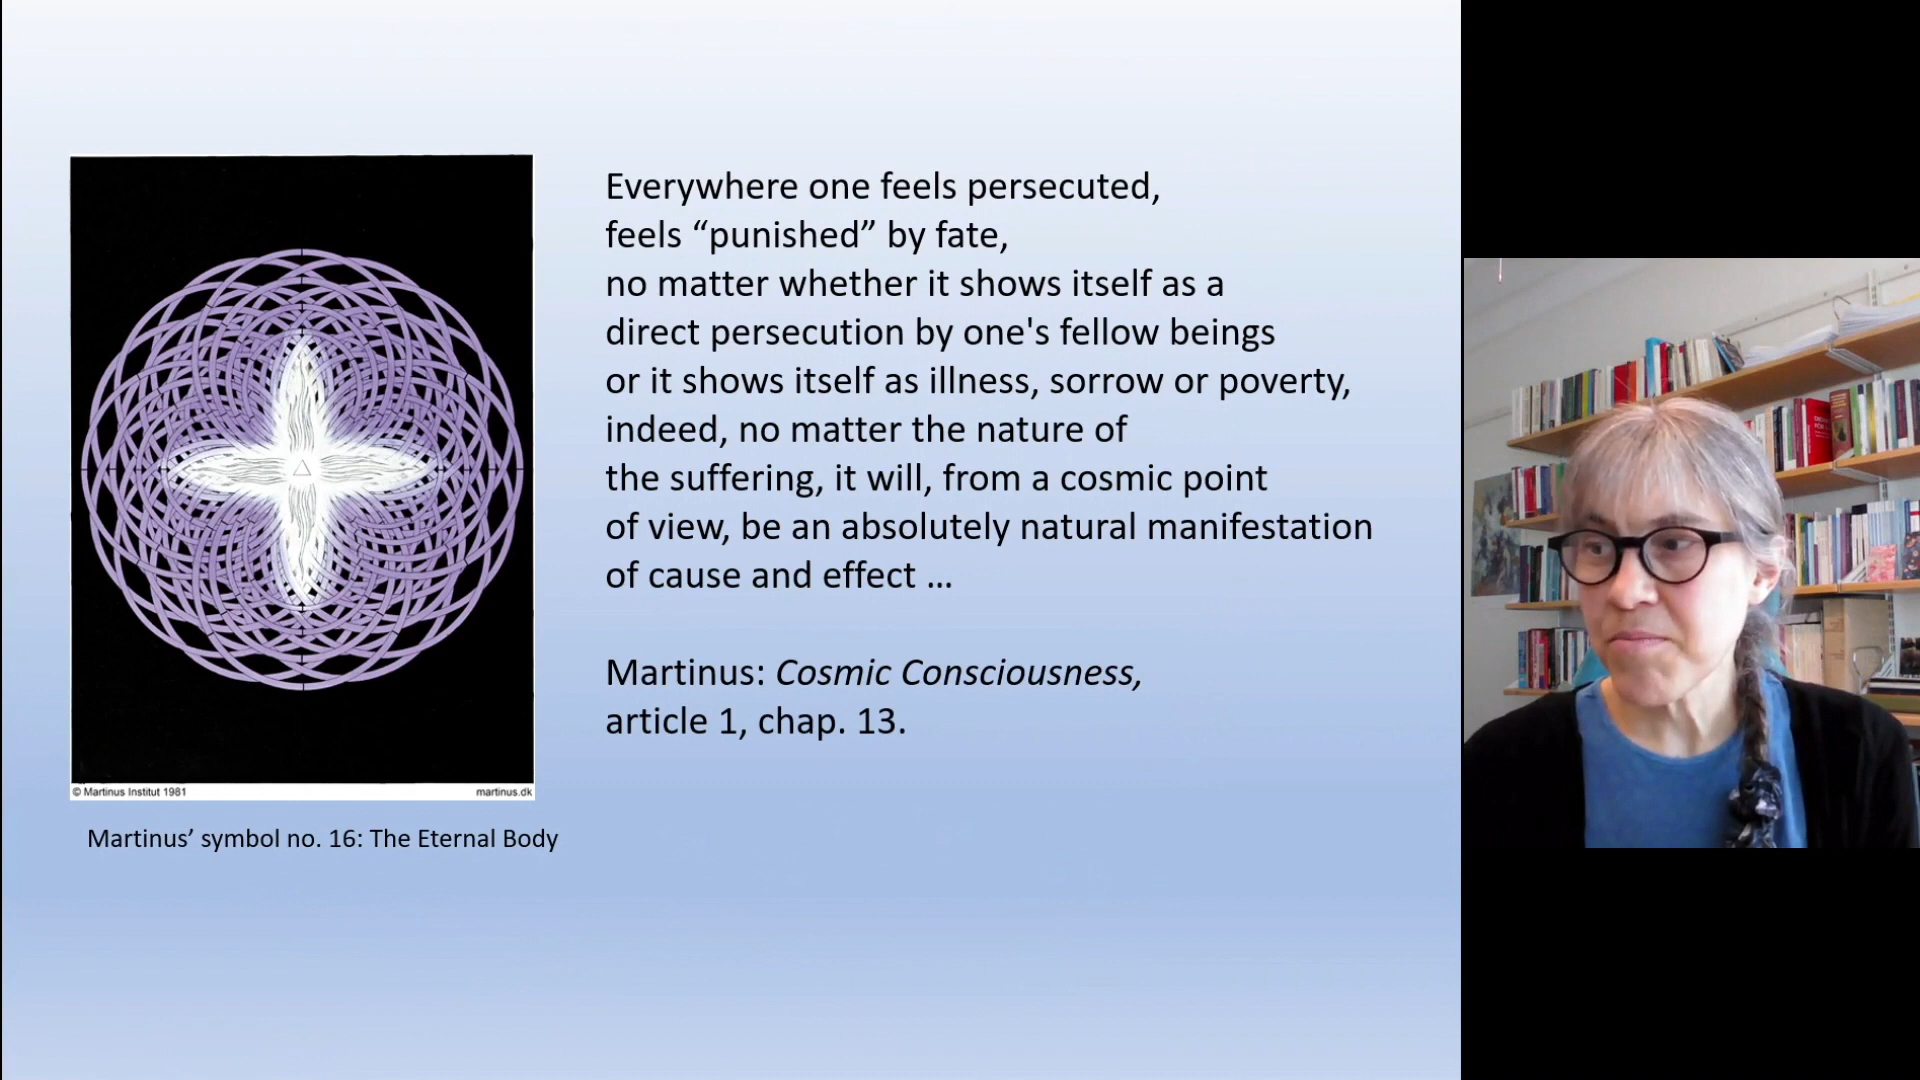 Everywhere one feels persecuted,
feels “punished” by fate,
no matter whether it shows itself as a
direct persecution by one's fellow beings
or it shows itself as illness, sorrow or poverty,
indeed, no matter the nature of
the suffering, it will, from a cosmic point
of view, be an absolutely natural manifestation
of cause and effect ...
Martinus: Cosmic Consciousness,
article 1, chap. 13.
© Martinus Institut 1981
martinus.dk
Martinus’ symbol no. 16: The Eternal Body